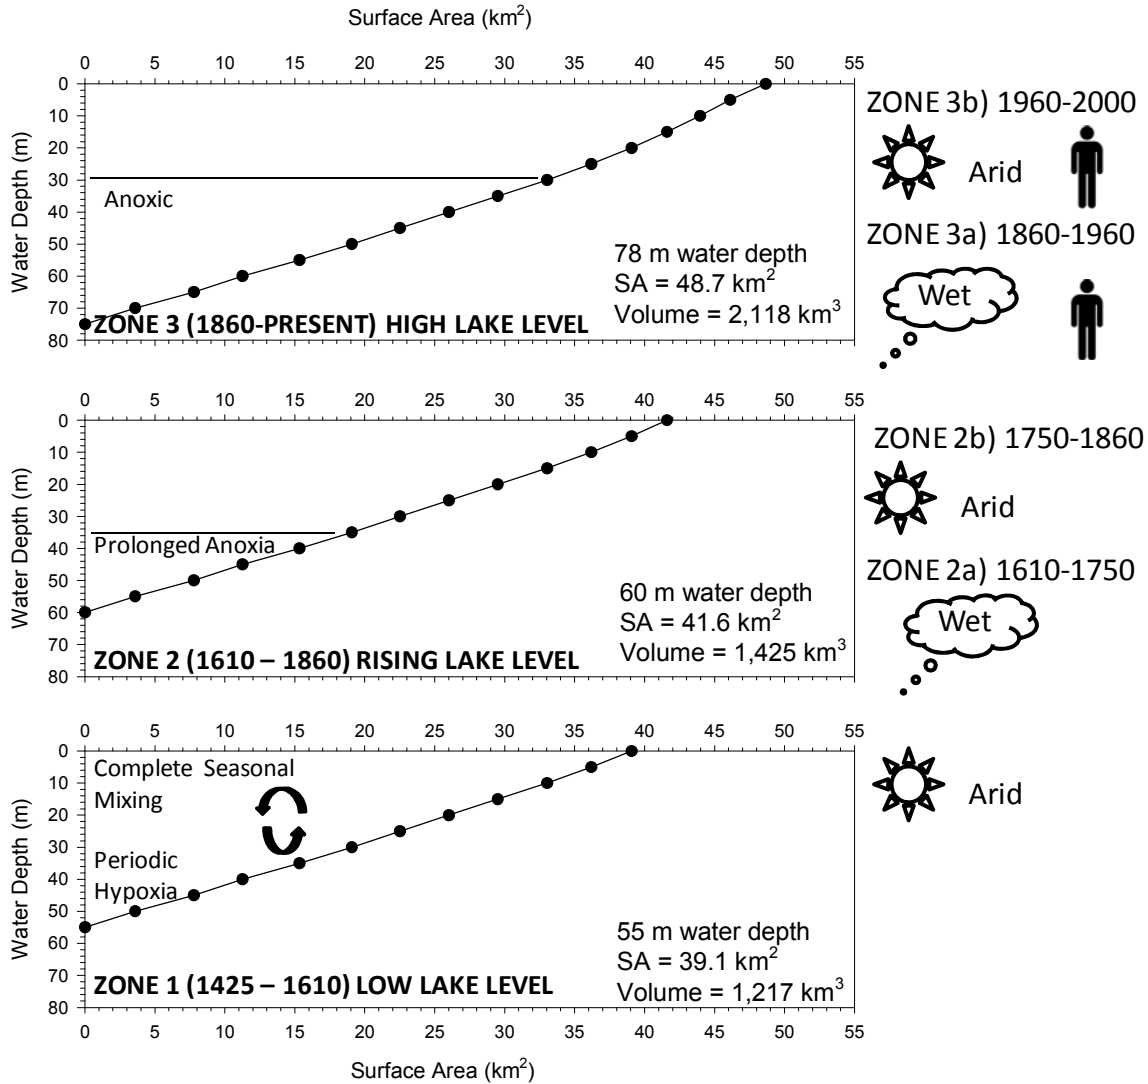 Surface Area (km²)
0 5 10 15 20 25 30 35 40 45 50 55
Water Depth (m)
0
10
20
30
40
50
60
70
80
Anoxic
78 m water depth
SA = 48.7 km²
Volume = 2,118 km³
ZONE 3 (1860-PRESENT) HIGH LAKE LEVEL
ZONE 3b) 1960-2000
Arid
ZONE 3a) 1860-1960
Wet
0 5 10 15 20 25 30 35 40 45 50 55
Water Depth (m)
0
10
20
30
40
50
60
70
80
Prolonged Anoxia
60 m water depth
SA = 41.6 km²
Volume = 1,425 km³
ZONE 2 (1610 – 1860) RISING LAKE LEVEL
ZONE 2b) 1750-1860
Arid
ZONE 2a) 1610-1750
Wet
0 5 10 15 20 25 30 35 40 45 50 55
Water Depth (m)
0
10
20
30
40
50
60
70
80
Complete Seasonal
Mixing
Periodic
Hypoxia
55 m water depth
SA = 39.1 km²
Volume = 1,217 km³
ZONE 1 (1425 – 1610) LOW LAKE LEVEL
Arid
0 5 10 15 20 25 30 35 40 45 50 55
Surface Area (km²)